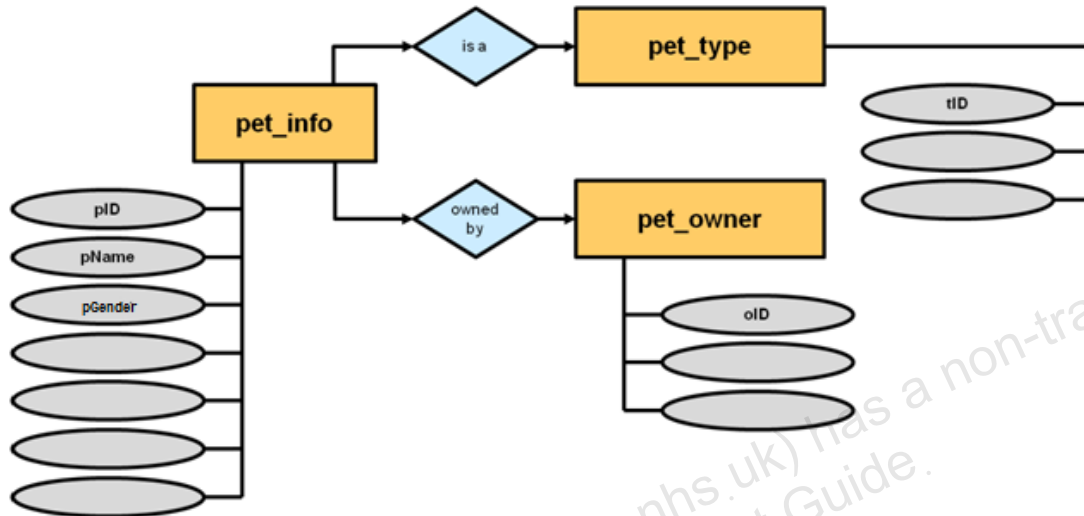 is a
pet_type
pet_info
tID
owned
by
pet_owner
pID
pName
pGender
oID
nhs.uk) has a non-tra
t Guide.